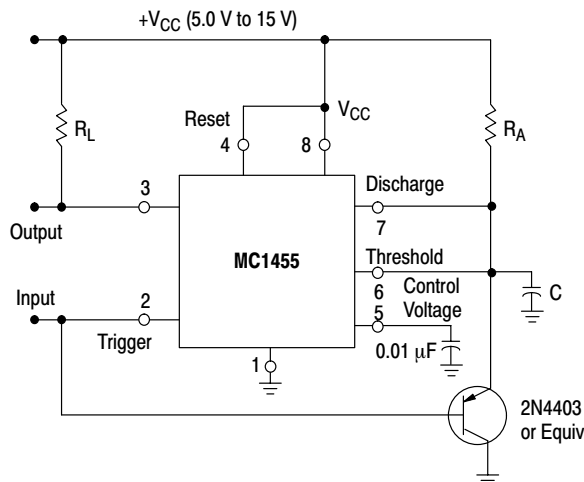 +VCC (5.0 V to 15 V)
RL
Reset
4
8
VCC
RA
3
Discharge
7
Output
MC1455
Threshold
6
Control
Voltage
5
C
Input
2
Trigger
0.01 µF
1
2N4403
or Equiv